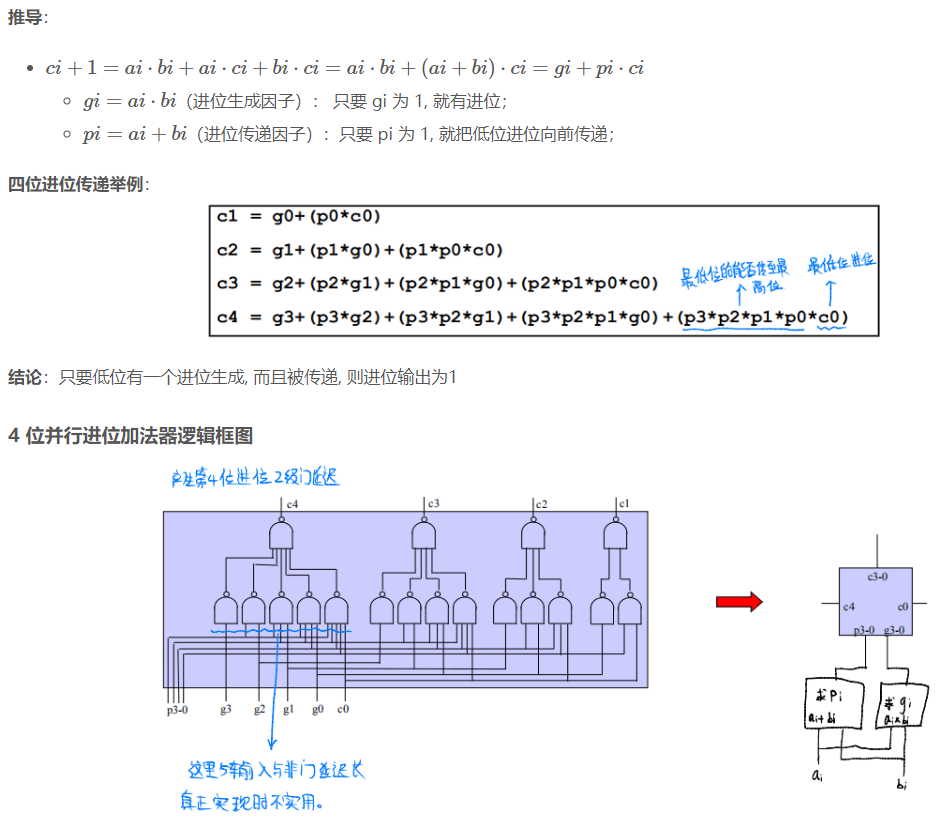 推导:
ci + 1 = ai · bi + ai · ci + bi · ci = ai · bi + (ai + bi) · ci = gi + pi · ci
gi = ai · bi（进位生成因子）： 只要 gi 为 1, 就有进位；
pi = ai + bi（进位传递因子）：只要 pi 为 1, 就把低位进位向前传递；
四位进位传递举例:
c1 = g0+(p0*c0)
c2 = g1+(p1*g0)+(p1*p0*c0)
c3 = g2+(p2*g1)+(p2*p1*g0)+(p2*p1*p0*c0)
最低位的能否传至最高位
最低位进位
c4 = g3+(p3*g2)+(p3*p2*g1)+(p3*p2*p1*g0)+(p3*p2*p1*p0*c0)
结论：只要低位有一个进位生成, 而且被传递, 则进位输出为1
4 位并行进位加法器逻辑框图
产生第4位进位2级门延迟
c4 c3 c2 c1
p3-0 g3 g2 g1 g0 c0
这里5输入与非门延迟长
真正实现时不实用。
c3-0
c4 c0
p3-0 g3-0
求Pi
ai+bi
求gi
ai×bi
ai
bi